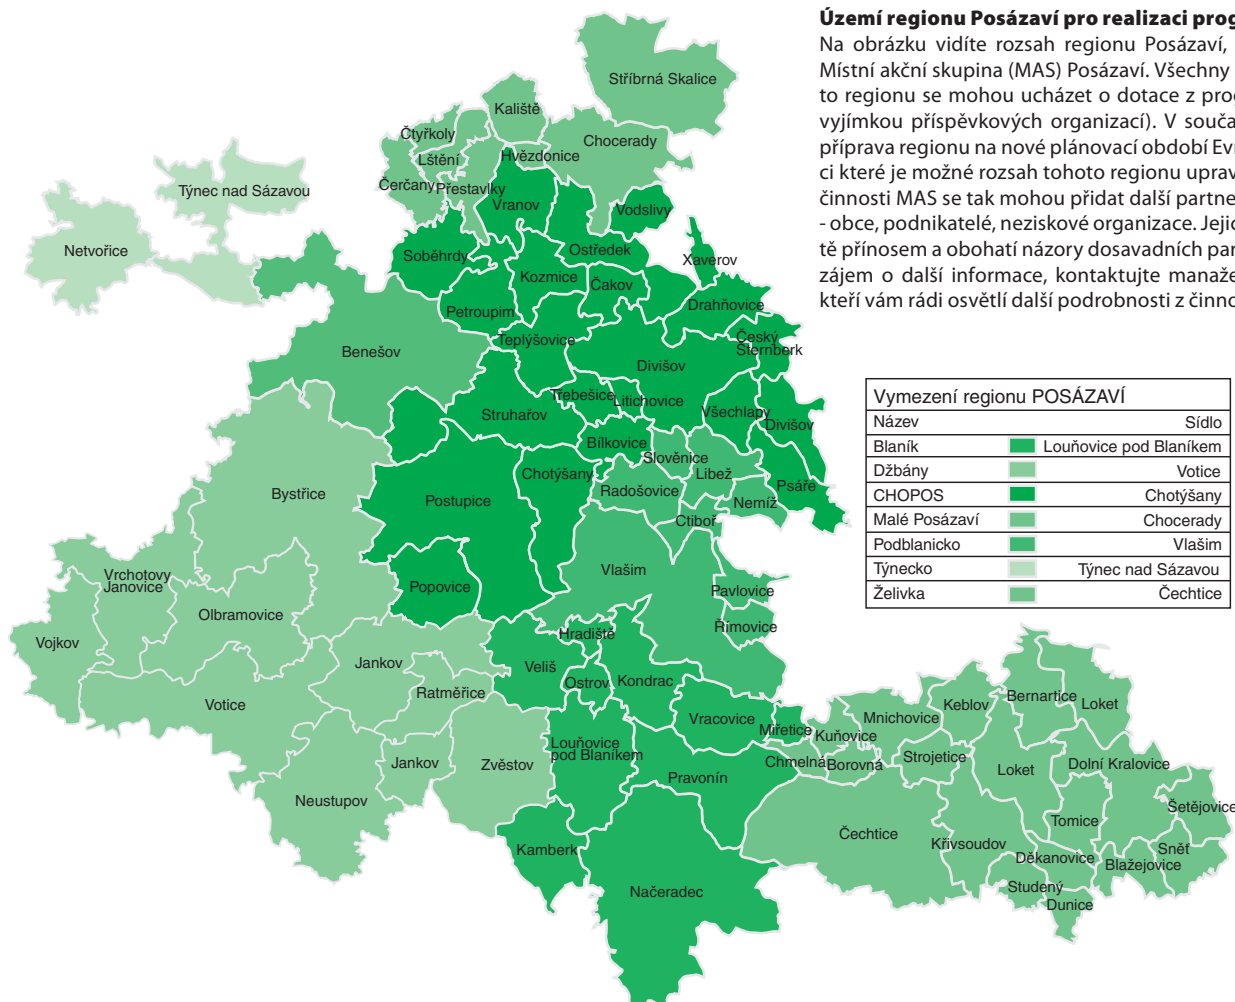 Území regionu Posázaví pro realizaci prog
Na obrázku vidíte rozsah regionu Posázaví,
Místní akční skupina (MAS) Posázaví. Všechny
to regionu se mohou ucházet o dotace z prog
vyjímkou příspěvkových organizací). V souča
příprava regionu na nové plánovací období Evr
ci které je možné rozsah tohoto regionu uprav
činnosti MAS se tak mohou přidat další partne
- obce, podnikatelé, neziskové organizace. Jejic
tě přínosem a obohatí názory dosavadních par
zájem o další informace, kontaktujte manaže
kteří vám rádi osvětlí další podrobnosti z činno
Stříbrná Skalice
Kaliště
Čtyřkoly
Chocerady
Lštění
Hvězdonice
Čerčany
Přestavlky
Týnec nad Sázavou
Vranov
Vodslivy
Netvořice
Soběhrdy
Ostředek
Xaverov
Kozmice
Čakov
Petroupim
Drahňovice
Teplýšovice
Český
Šternberk
Benešov
Divišov
Třebešice
Litichovice
Struhařov
Všechlapy
Divišov
Bílkovice
Slověnice
Chotýšany
Libež
Psáře
Bystřice
Postupice
Radošovice
Nemíž
Ctiboř
Vlašim
Vrchotovy
Janovice
Popovice
Pavlovice
Olbramovice
Římovice
Hradiště
Vojkov
Jankov
Veliš
Ostrov
Kondrac
Ratměřice
Votice
Vracovice
Miřetice
Kuňovice
Mnichovice
Keblov
Bernartice
Loket
Louňovice
pod Blaníkem
Jankov
Zvěstov
Chmelná
Borovná
Strojetice
Loket
Dolní Kralovice
Pravonín
Neustupov
Šetějovice
Tomice
Čechtice
Křivsoudov
Kamberk
Děkanovice
Blažejovice
Sněť
Načeradec
Studený
Dunice
Vymezení regionu POSÁZAVÍ
Název Sídlo
Blaník Louňovice pod Blaníkem
Džbány Votice
CHOPOS Chotýšany
Malé Posázaví Chocerady
Podblanicko Vlašim
Týnecko Týnec nad Sázavou
Želivka Čechtice